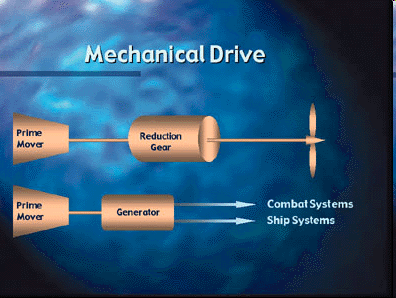 Mechanical Drive
Prime
Mover
Reduction
Gear
Prime
Mover
Generator
Combat Systems
Ship Systems